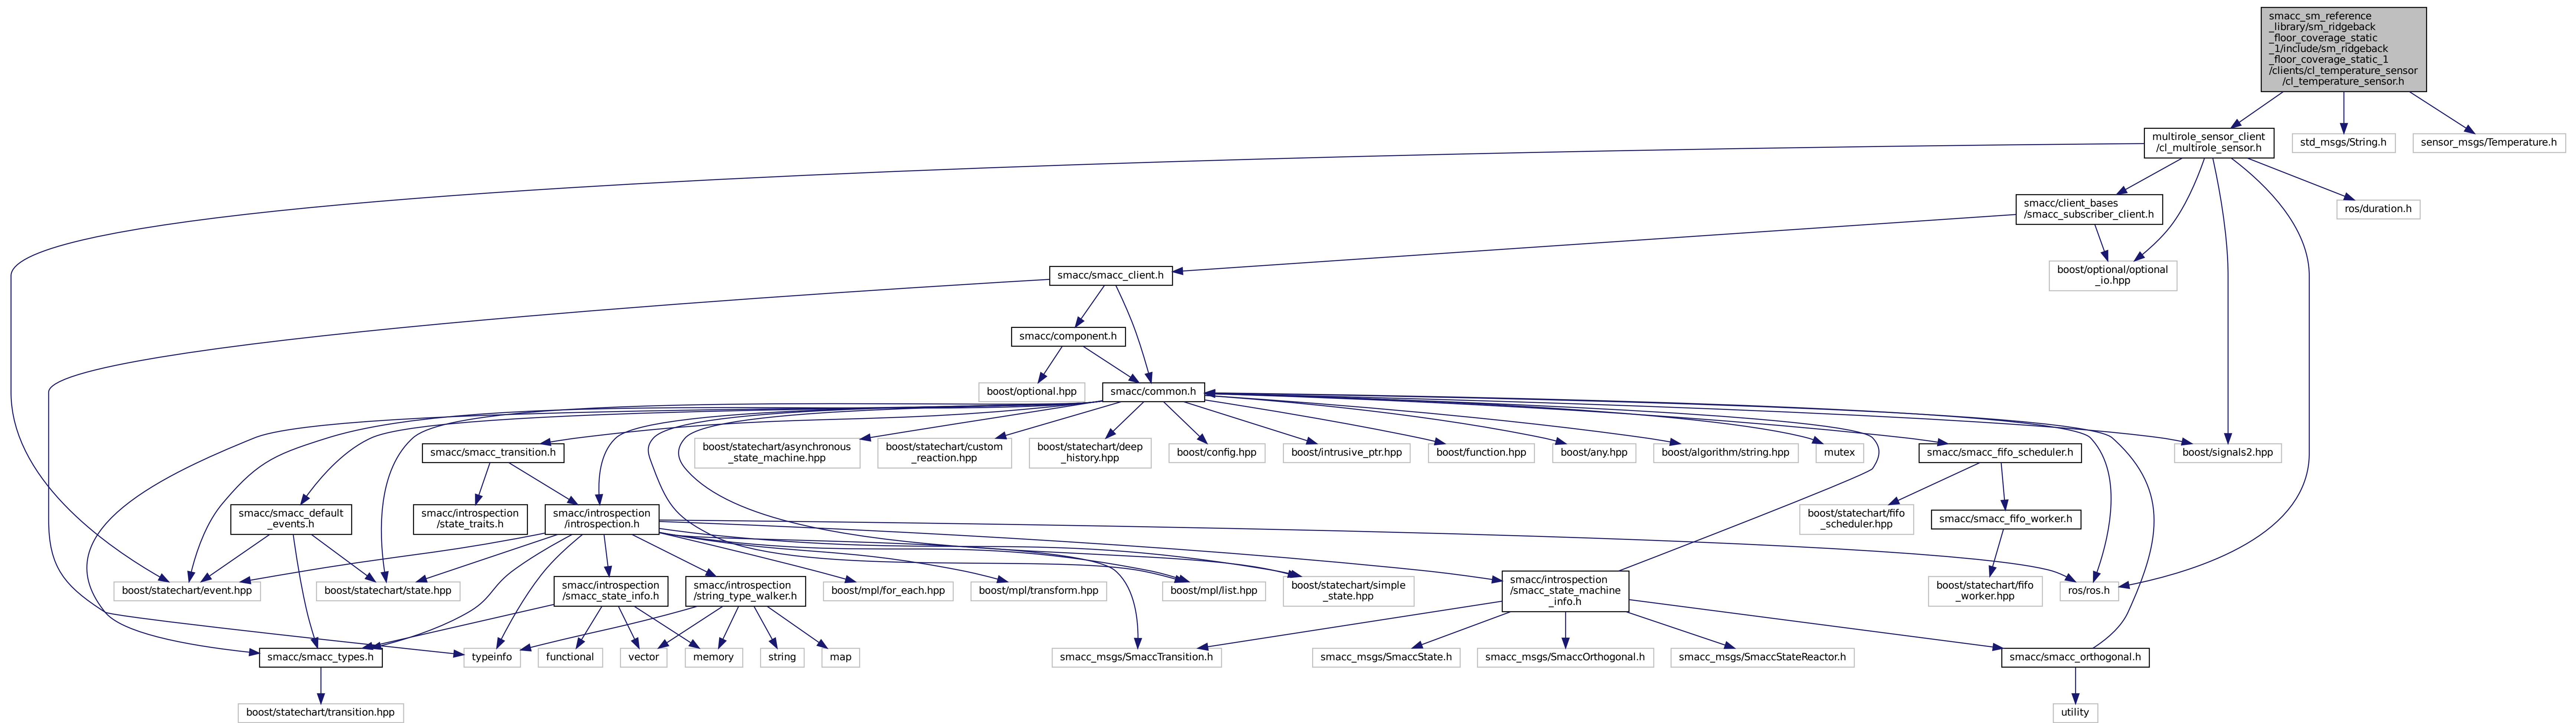 smacc_sm_reference
_library/sm_ridgeback
_floor_coverage_static
_1/include/sm_ridgeback
_floor_coverage_static_1
/clients/cl_temperature_sensor
/cl_temperature_sensor.h
multirole_sensor_client
/cl_multirole_sensor.h
std_msgs/String.h
sensor_msgs/Temperature.h
smacc/client_bases
/smacc_subscriber_client.h
ros/duration.h
smacc/smacc_client.h
boost/optional/optional
_io.hpp
smacc/component.h
boost/optional.hpp
smacc/common.h
smacc/smacc_transition.h
boost/statechart/asynchronous
_state_machine.hpp
boost/statechart/custom
_reaction.hpp
boost/statechart/deep
_history.hpp
boost/config.hpp
boost/intrusive_ptr.hpp
boost/function.hpp
boost/any.hpp
boost/algorithm/string.hpp
mutex
smacc/smacc_fifo_scheduler.h
boost/signals2.hpp
smacc/smacc_default
_events.h
smacc/introspection
/state_traits.h
smacc/introspection
/introspection.h
boost/statechart/fifo
_scheduler.hpp
smacc/smacc_fifo_worker.h
boost/statechart/event.hpp
boost/statechart/state.hpp
smacc/introspection
/smacc_state_info.h
smacc/introspection
/string_type_walker.h
boost/mpl/for_each.hpp
boost/mpl/transform.hpp
boost/mpl/list.hpp
boost/statechart/simple
_state.hpp
smacc/introspection
/smacc_state_machine
_info.h
boost/statechart/fifo
_worker.hpp
ros/ros.h
smacc/smacc_types.h
typeinfo
functional
vector
memory
string
map
smacc_msgs/SmaccTransition.h
smacc_msgs/SmaccState.h
smacc_msgs/SmaccOrthogonal.h
smacc_msgs/SmaccStateReactor.h
smacc/smacc_orthogonal.h
boost/statechart/transition.hpp
utility